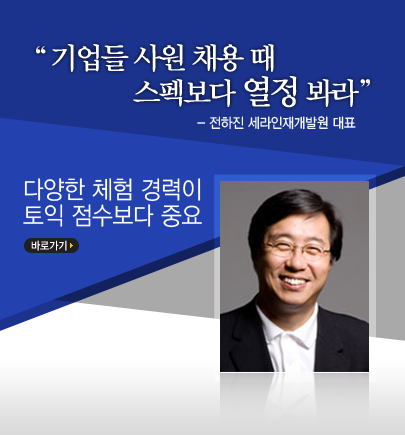 “ 기업들 사원 채용 때
스펙보다 열정 봐라”
– 전하진 세라인재개발원 대표
다양한 체험 경력이
토익 점수보다 중요
바로가기